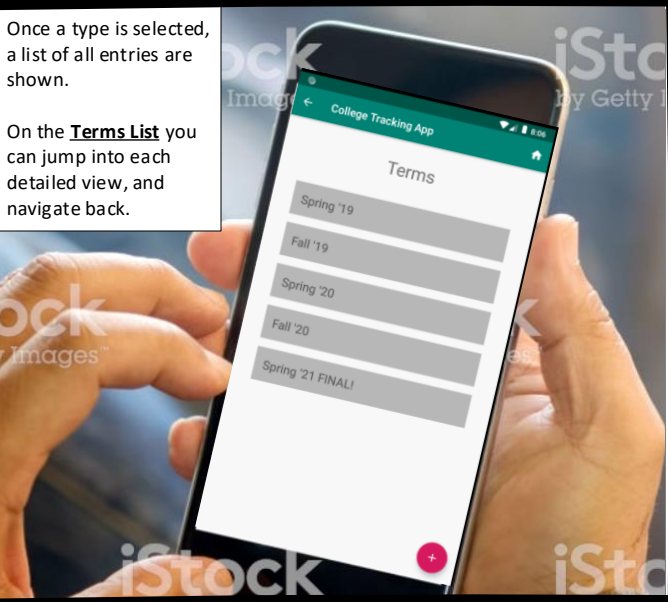 Once a type is selected,
a list of all entries are
shown.
On the Terms List you
can jump into each
detailed view, and
navigate back.
iStock
by Getty Images
College Tracking App
8:06
Terms
Spring '19
Fall '19
Spring '20
Fall '20
Spring '21 FINAL!
+
iStock